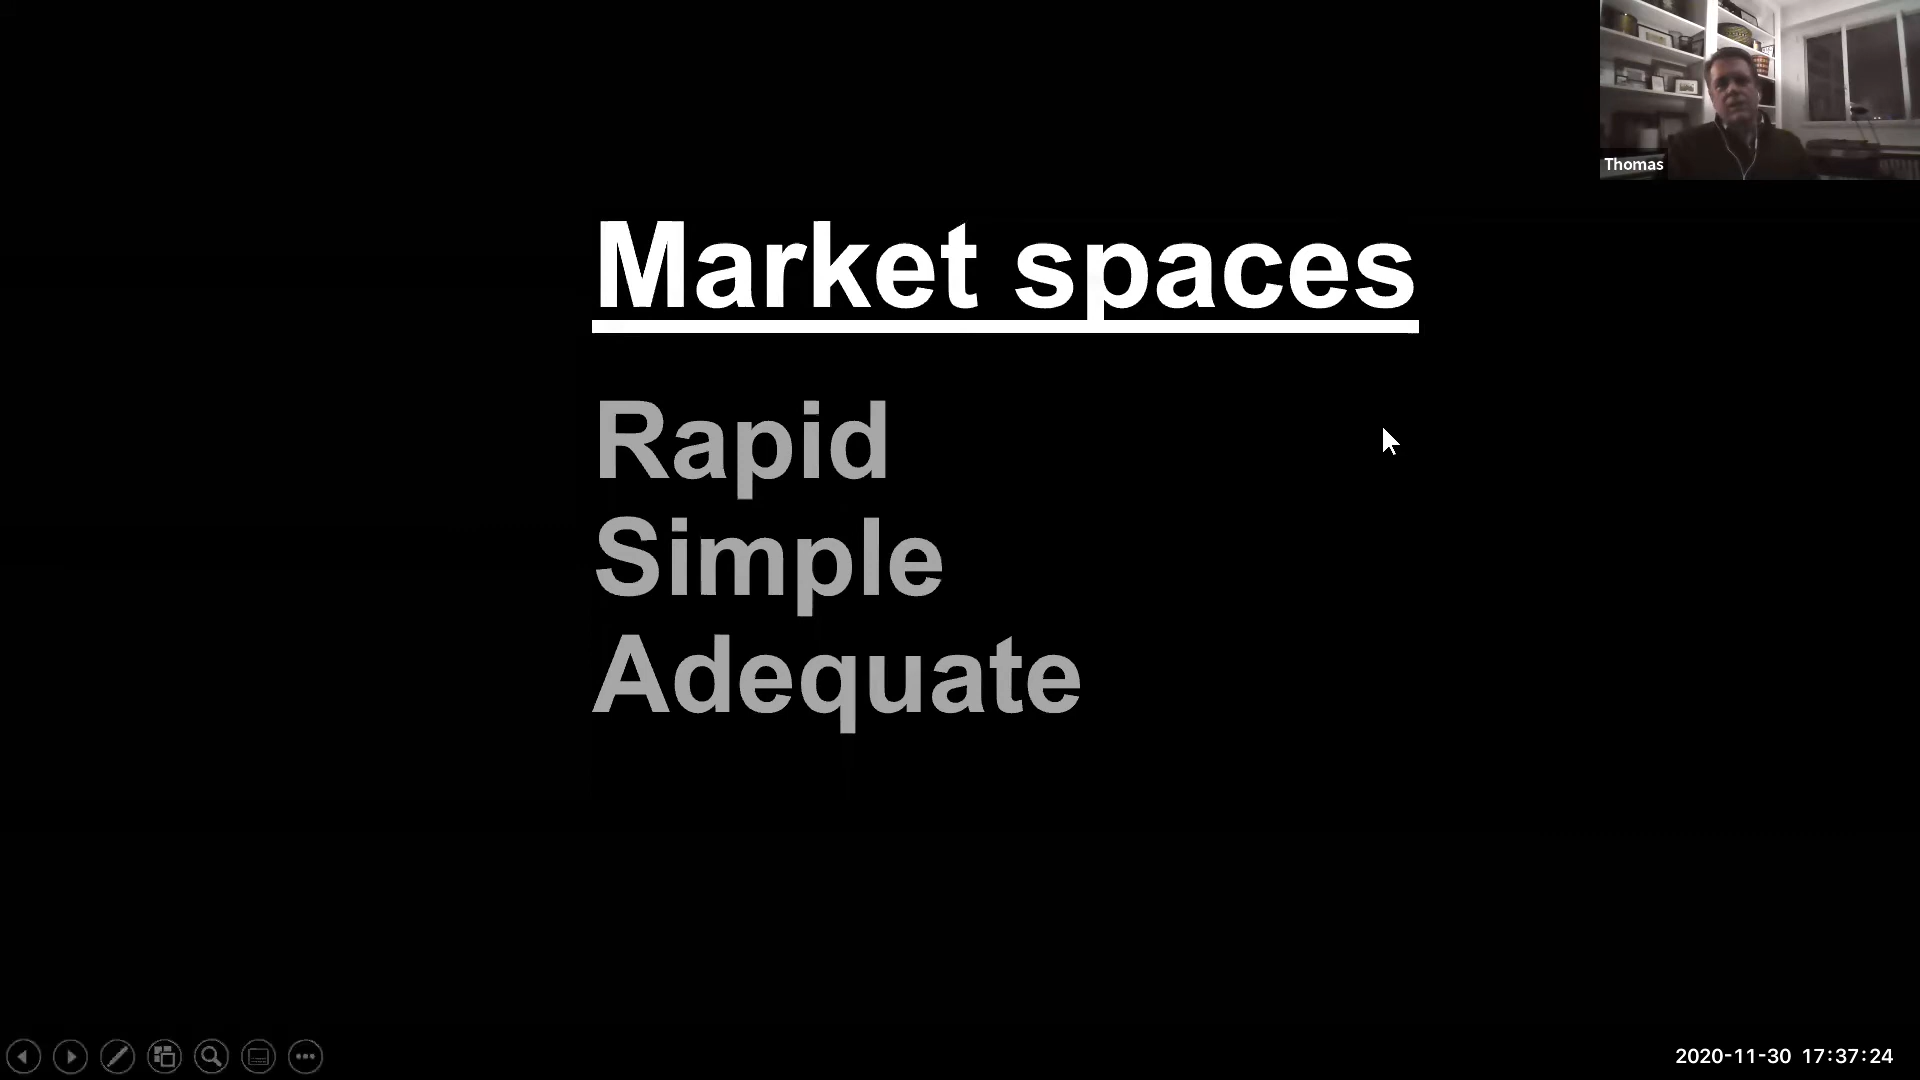 Thomas
Market spaces
Rapid
Simple
Adequate
2020-11-30 17:37:24